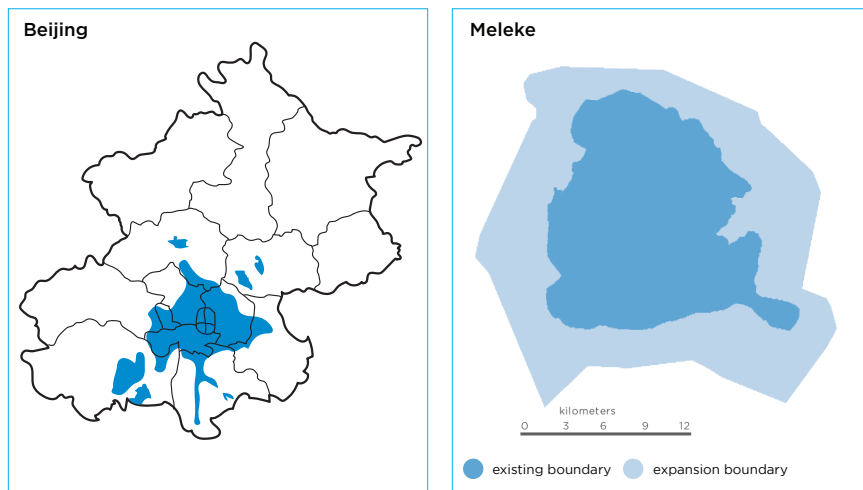 Beijing
Meleke
kilometers
0 3 6 9 12
existing boundary expansion boundary